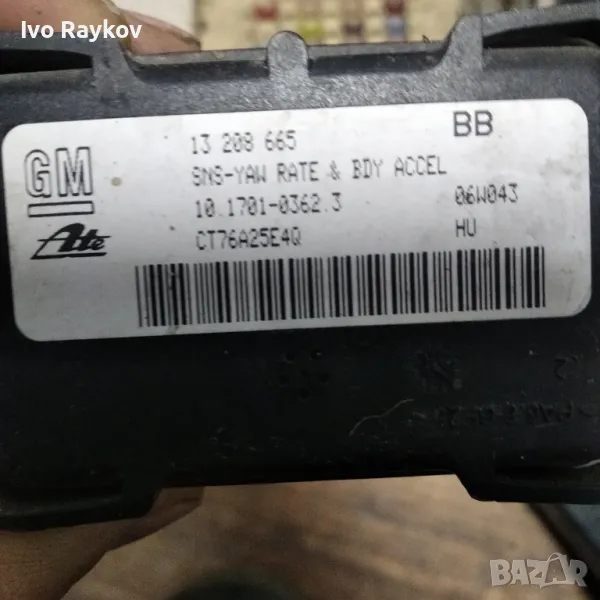 Ivo Raykov
GM
13 208 665
BB
SNS-YAW RATE & BDY ACCEL
10.1701-0362.3
06W043
Ate
CT76A25E4Q
HU
BAZAR